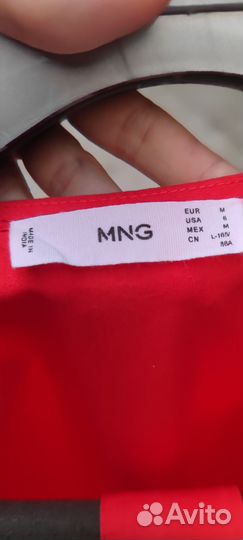 MADE IN
INDIA
MNG
EUR M
USA 6
MEX M
CN L-165/
88A
Avito